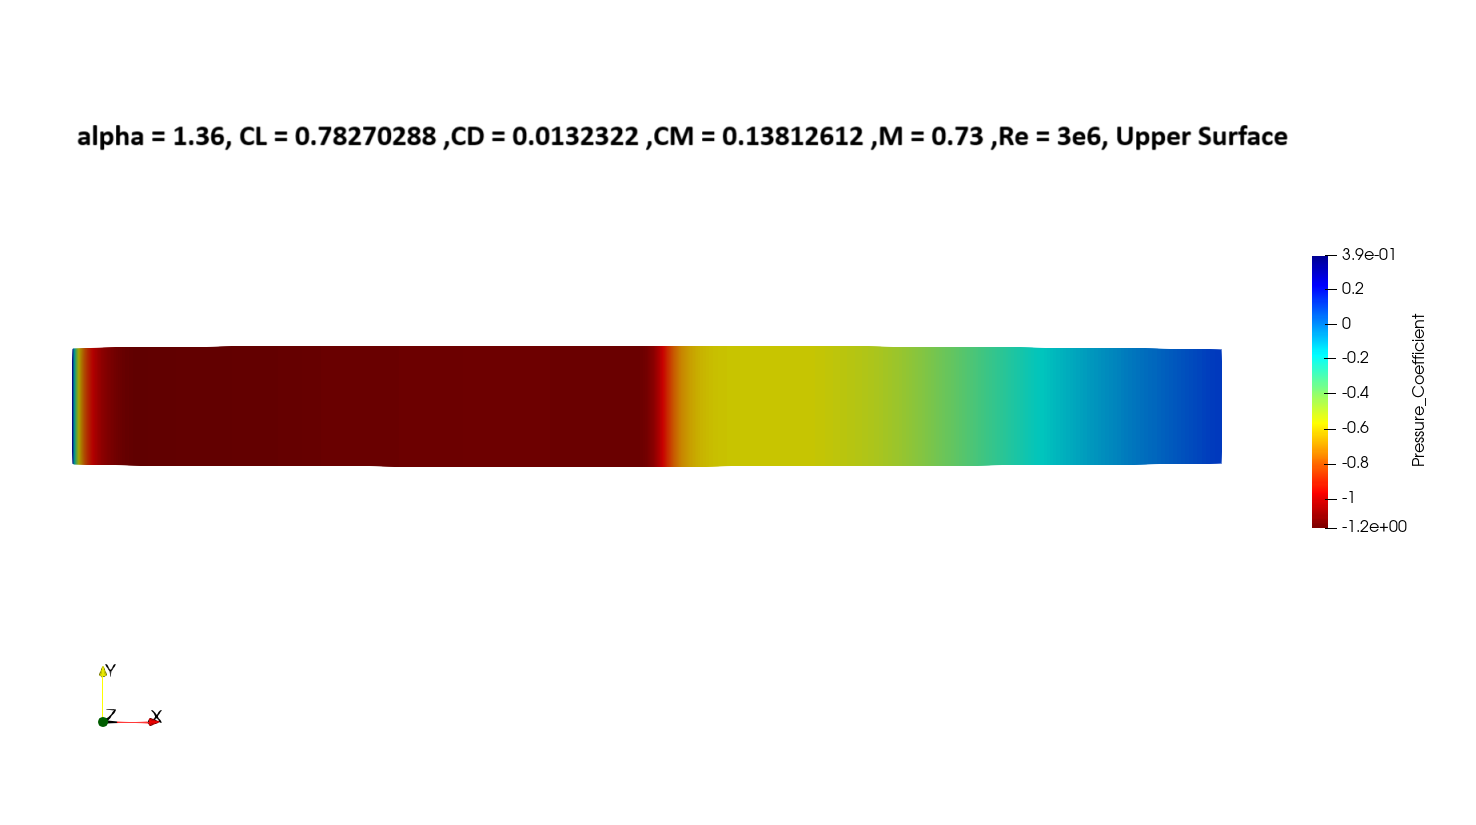 alpha = 1.36, CL = 0.78270288 ,CD = 0.0132322 ,CM = 0.13812612 ,M = 0.73 ,Re = 3e6, Upper Surface
3.9e-01
0.2
0
-0.2
-0.4
-0.6
-0.8
-1
-1.2e+00
Pressure_Coefficient
Y
Z
X